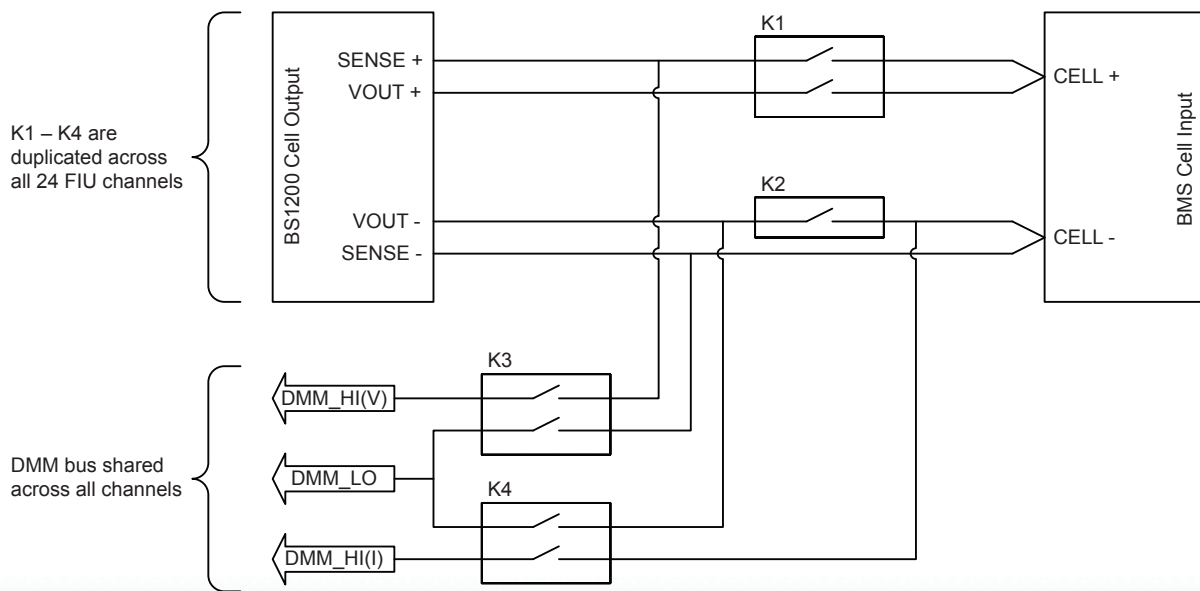 K1 – K4 are
duplicated across
all 24 FIU channels
BS1200 Cell Output
SENSE +
VOUT +
VOUT -
SENSE -
K1
K2
CELL +
CELL -
BMS Cell Input
DMM bus shared
across all channels
DMM_HI(V)
DMM_LO
DMM_HI(I)
K3
K4